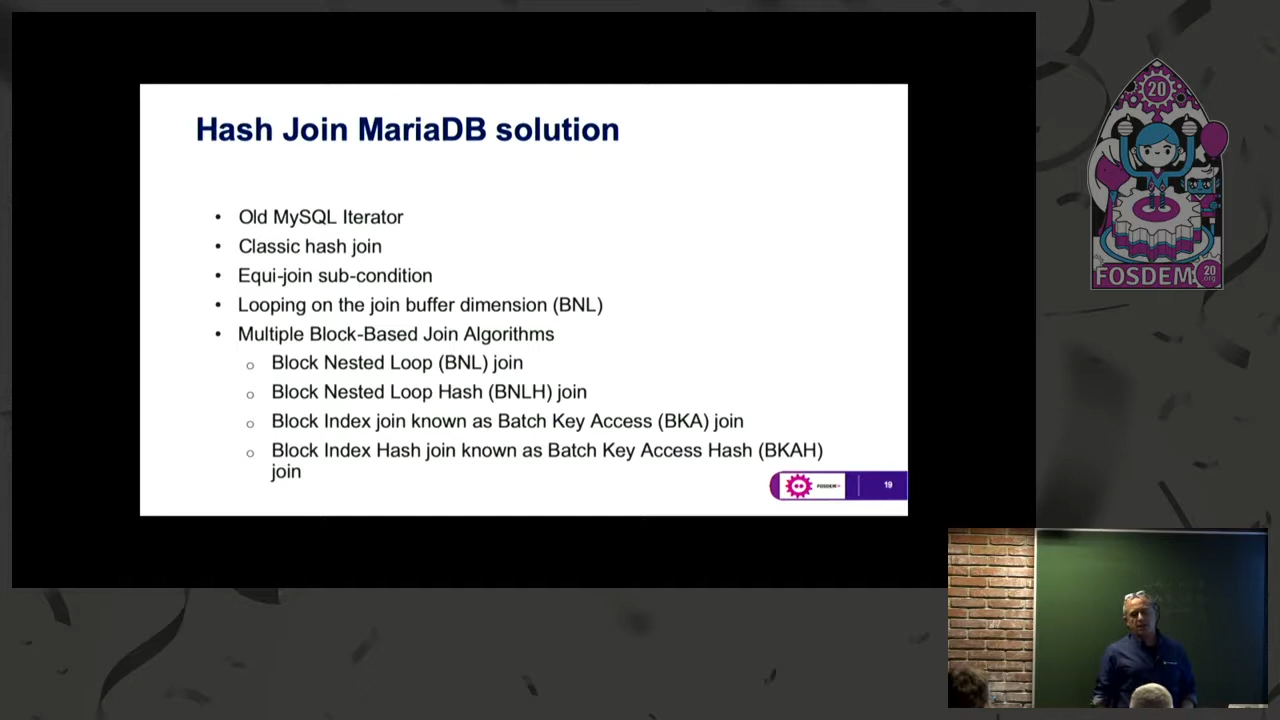 Hash Join MariaDB solution
• Old MySQL Iterator
• Classic hash join
• Equi-join sub-condition
• Looping on the join buffer dimension (BNL)
• Multiple Block-Based Join Algorithms
○ Block Nested Loop (BNL) join
○ Block Nested Loop Hash (BNLH) join
○ Block Index join known as Batch Key Access (BKA) join
○ Block Index Hash join known as Batch Key Access Hash (BKAH)
join
FOSDEM
19
20
FOSDEM 20
.org